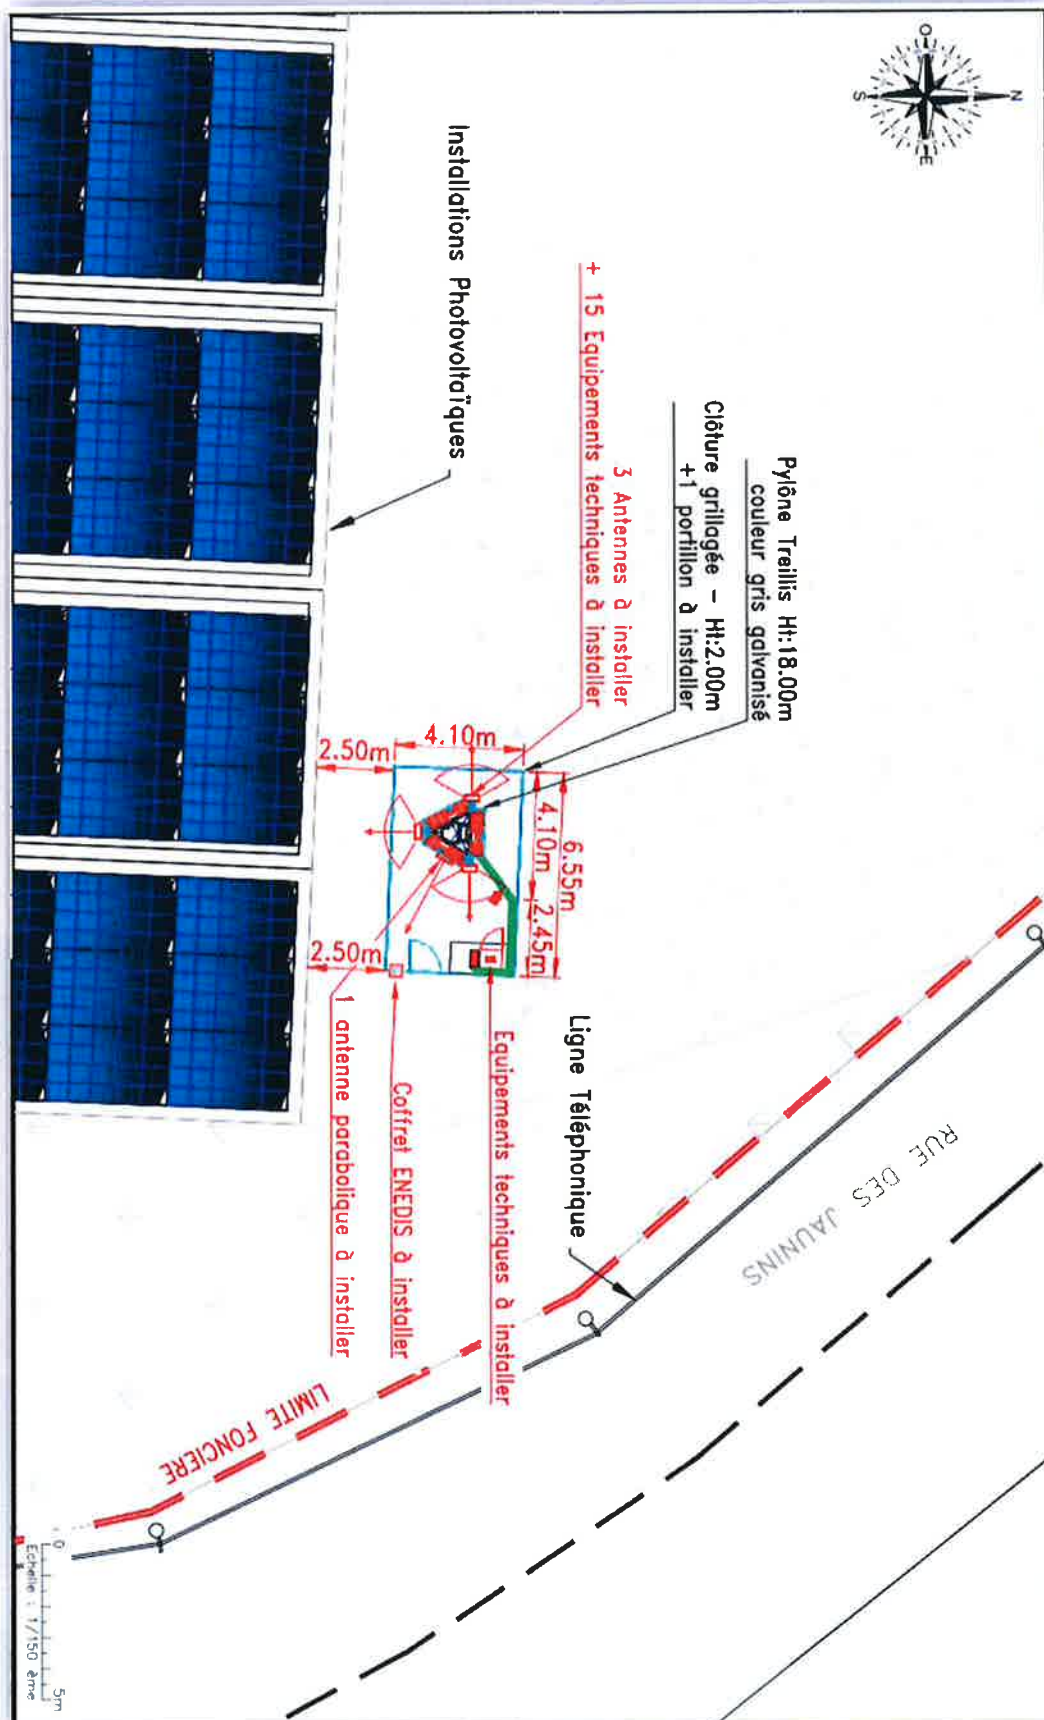 N
O
E
S
Installations Photovoltaïques
Pylône Treillis Ht:18.00m
couleur gris galvanisé
Clôture grillagée - Ht:2.00m
+1 portillon à installer
3 Antennes à installer
+ 15 Equipements techniques à installer
4.10m
2.50m
6.55m
4.10m
2.45m
2.50m
Ligne Téléphonique
Equipements techniques à installer
Coffret ENEDIS à installer
1 antenne parabolique à installer
RUE DES JAUNINS
LIMITE FONCIERE
0
5m
Echelle : 1/150 ème